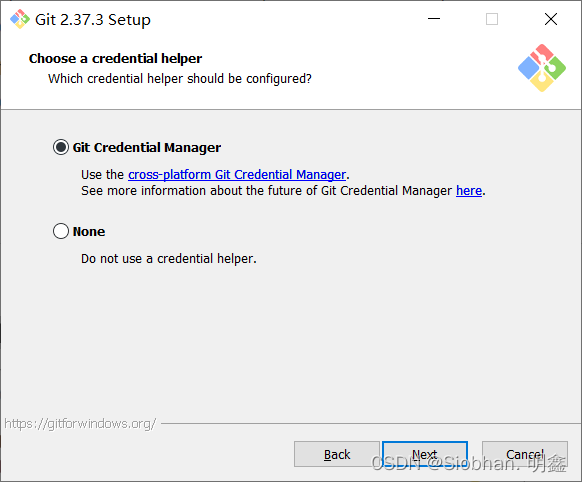 Git 2.37.3 Setup
Choose a credential helper
Which credential helper should be configured?
Git Credential Manager
Use the cross-platform Git Credential Manager.
See more information about the future of Git Credential Manager here.
None
Do not use a credential helper.
https://gitforwindows.org/
Back
Next
Cancel
CSDN @Siobhan. 明鑫